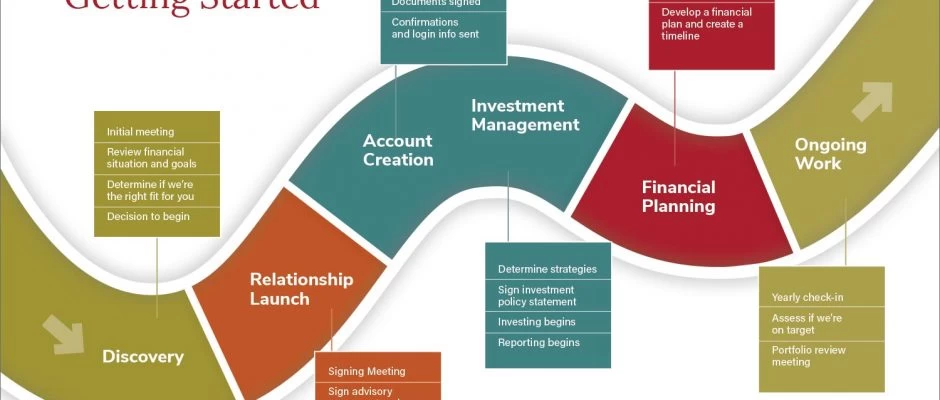 Getting Started
Documents signed
Confirmations
and login info sent
Develop a financial
plan and create a
timeline
Initial meeting
Review financial
situation and goals
Determine if we're
the right fit for you
Decision to begin
Account
Creation
Investment
Management
Financial
Planning
Ongoing
Work
Relationship
Launch
Discovery
Determine strategies
Sign investment
policy statement
Investing begins
Reporting begins
Yearly check-in
Assess if we're
on target
Portfolio review
meeting
Signing Meeting
Sign advisory